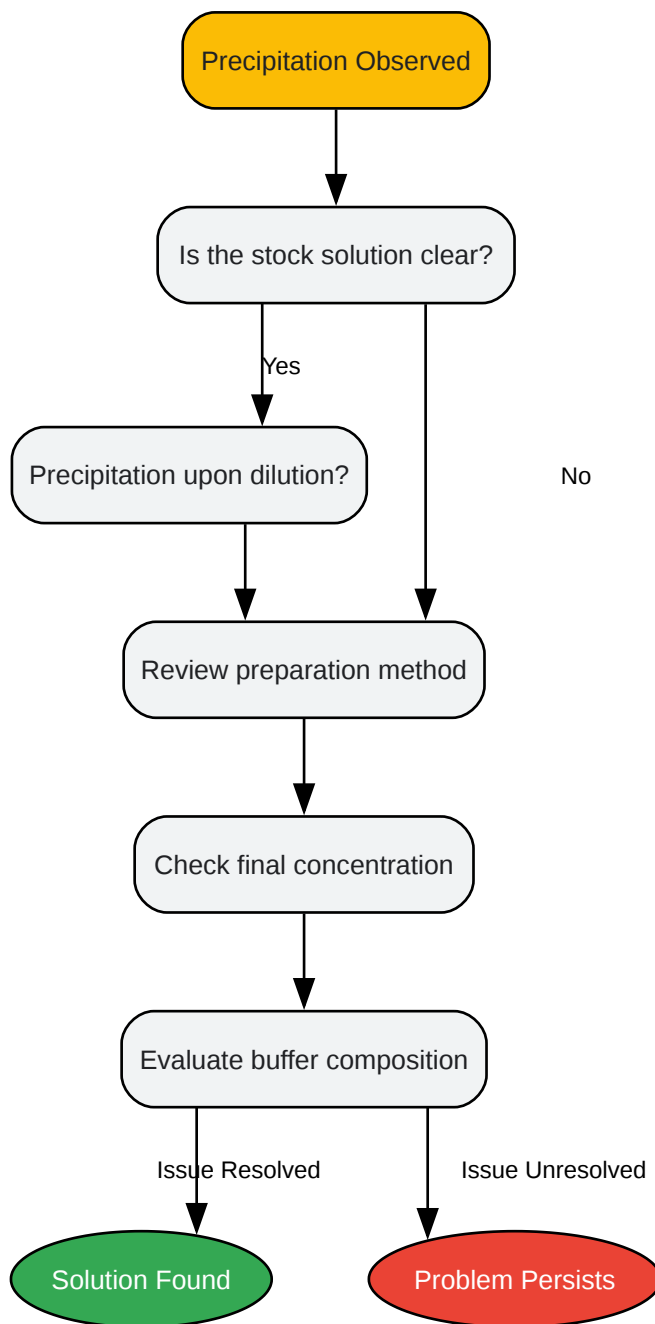 Precipitation Observed
Is the stock solution clear?
Yes
Precipitation upon dilution?
No
Review preparation method
Check final concentration
Evaluate buffer composition
Issue Resolved
Issue Unresolved
Solution Found
Problem Persists